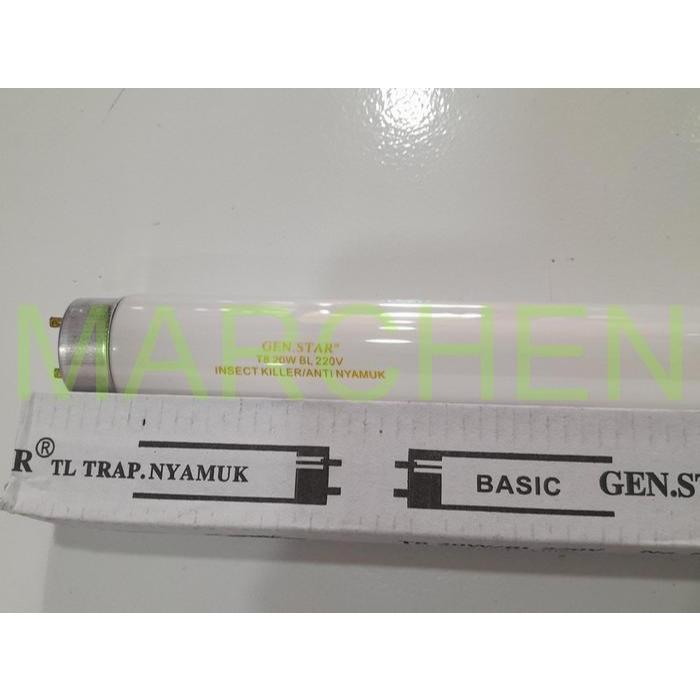 MARCHEN
GEN.STAR®
T8 20W BL 220V
INSECT KILLER/ANTI NYAMUK
R® TL TRAP.NYAMUK BASIC GEN.ST